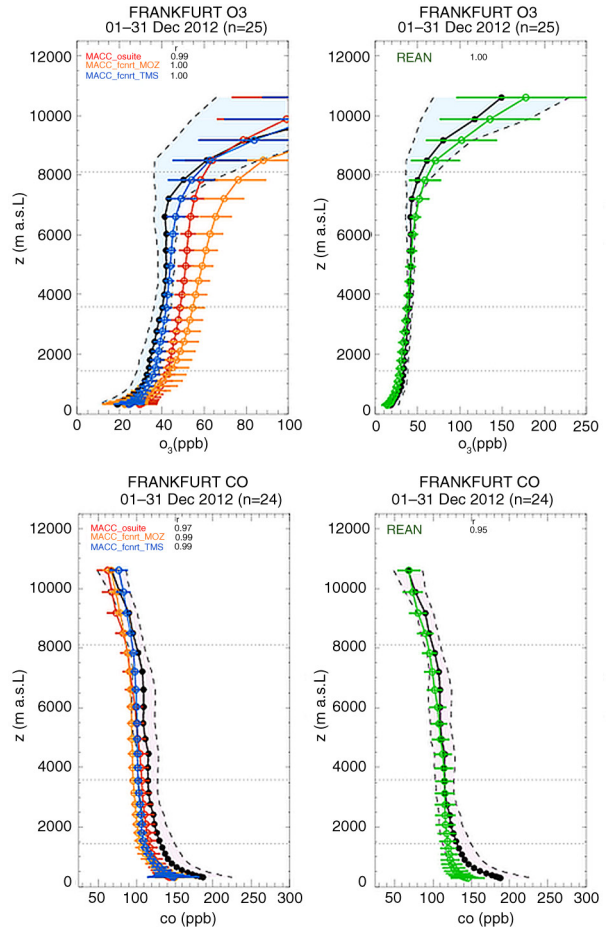 FRANKFURT O3
01–31 Dec 2012 (n=25)
r
MACC_osuite 0.99
MACC_fcnrt_MOZ 1.00
MACC_fcnrt_TMS 1.00
12000
10000
8000
6000
4000
2000
0
z (m a.s.L)
0 20 40 60 80 100
o3(ppb)
FRANKFURT O3
01–31 Dec 2012 (n=25)
r
REAN 1.00
12000
10000
8000
6000
4000
2000
0
z (m a.s.L)
0 50 100 150 200 250
o3(ppb)
FRANKFURT CO
01–31 Dec 2012 (n=24)
r
MACC_osuite 0.97
MACC_fcnrt_MOZ 0.99
MACC_fcnrt_TMS 0.99
12000
10000
8000
6000
4000
2000
0
z (m a.s.L)
50 100 150 200 250 300
co (ppb)
FRANKFURT CO
01–31 Dec 2012 (n=24)
r
REAN 0.95
12000
10000
8000
6000
4000
2000
0
z (m a.s.L)
50 100 150 200 250 300
co (ppb)